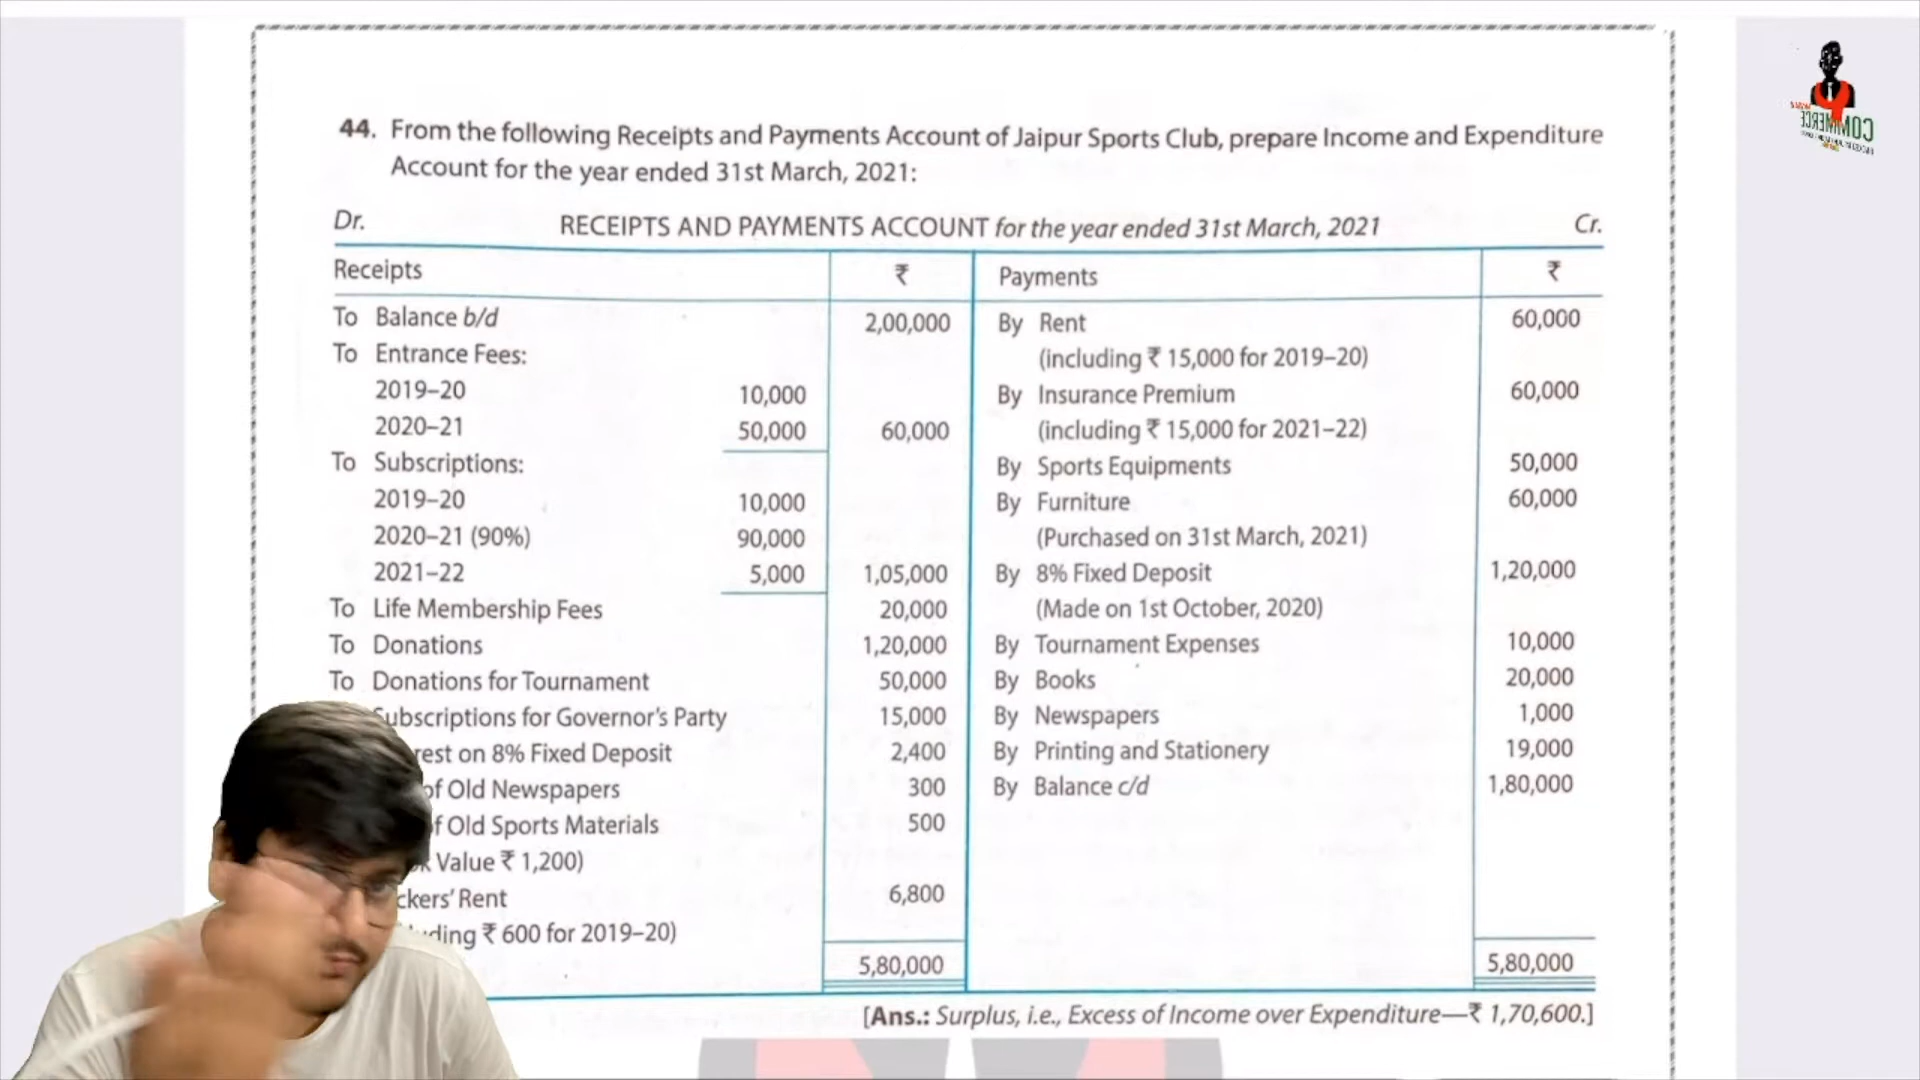 COMMERCE
44. From the following Receipts and Payments Account of Jaipur Sports Club, prepare Income and Expenditure
Account for the year ended 31st March, 2021:
Dr. RECEIPTS AND PAYMENTS ACCOUNT for the year ended 31st March, 2021 Cr.
Receipts ₹ Payments ₹
To Balance b/d 2,00,000 By Rent 60,000
To Entrance Fees: (including ₹ 15,000 for 2019–20)
2019–20 10,000 By Insurance Premium 60,000
2020–21 50,000 60,000 (including ₹ 15,000 for 2021–22)
To Subscriptions: By Sports Equipments 50,000
2019–20 10,000 By Furniture 60,000
2020–21 (90%) 90,000 (Purchased on 31st March, 2021)
2021–22 5,000 1,05,000 By 8% Fixed Deposit 1,20,000
To Life Membership Fees 20,000 (Made on 1st October, 2020)
To Donations 1,20,000 By Tournament Expenses 10,000
To Donations for Tournament 50,000 By Books 20,000
Subscriptions for Governor's Party 15,000 By Newspapers 1,000
rest on 8% Fixed Deposit 2,400 By Printing and Stationery 19,000
of Old Newspapers 300 By Balance c/d 1,80,000
f Old Sports Materials 500
Value ₹ 1,200)
ckers' Rent 6,800
ding ₹ 600 for 2019–20)
5,80,000 5,80,000
[Ans.: Surplus, i.e., Excess of Income over Expenditure—₹ 1,70,600.]